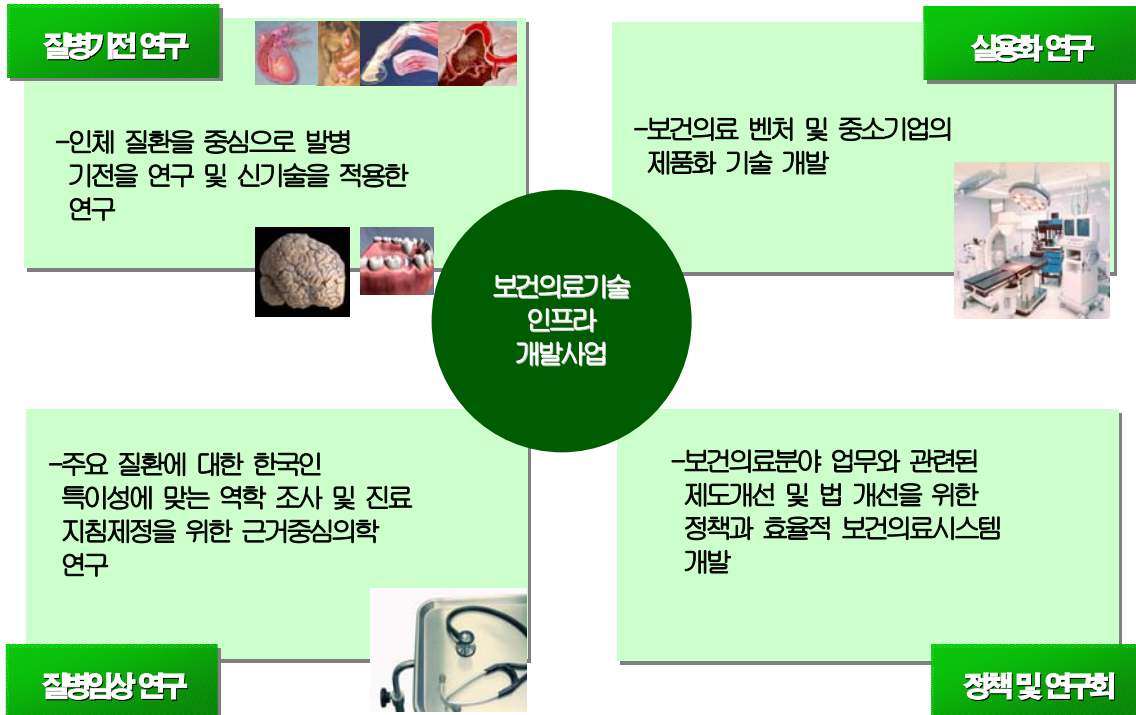 질병기전 연구
-인체 질환을 중심으로 발병
기전을 연구 및 신기술을 적용한
연구
실용화 연구
-보건의료 벤처 및 중소기업의
제품화 기술 개발
보건의료기술
인프라
개발사업
-주요 질환에 대한 한국인
특이성에 맞는 역학 조사 및 진료
지침제정을 위한 근거중심의학
연구
질병임상 연구
-보건의료분야 업무와 관련된
제도개선 및 법 개선을 위한
정책과 효율적 보건의료시스템
개발
정책 및 연구회